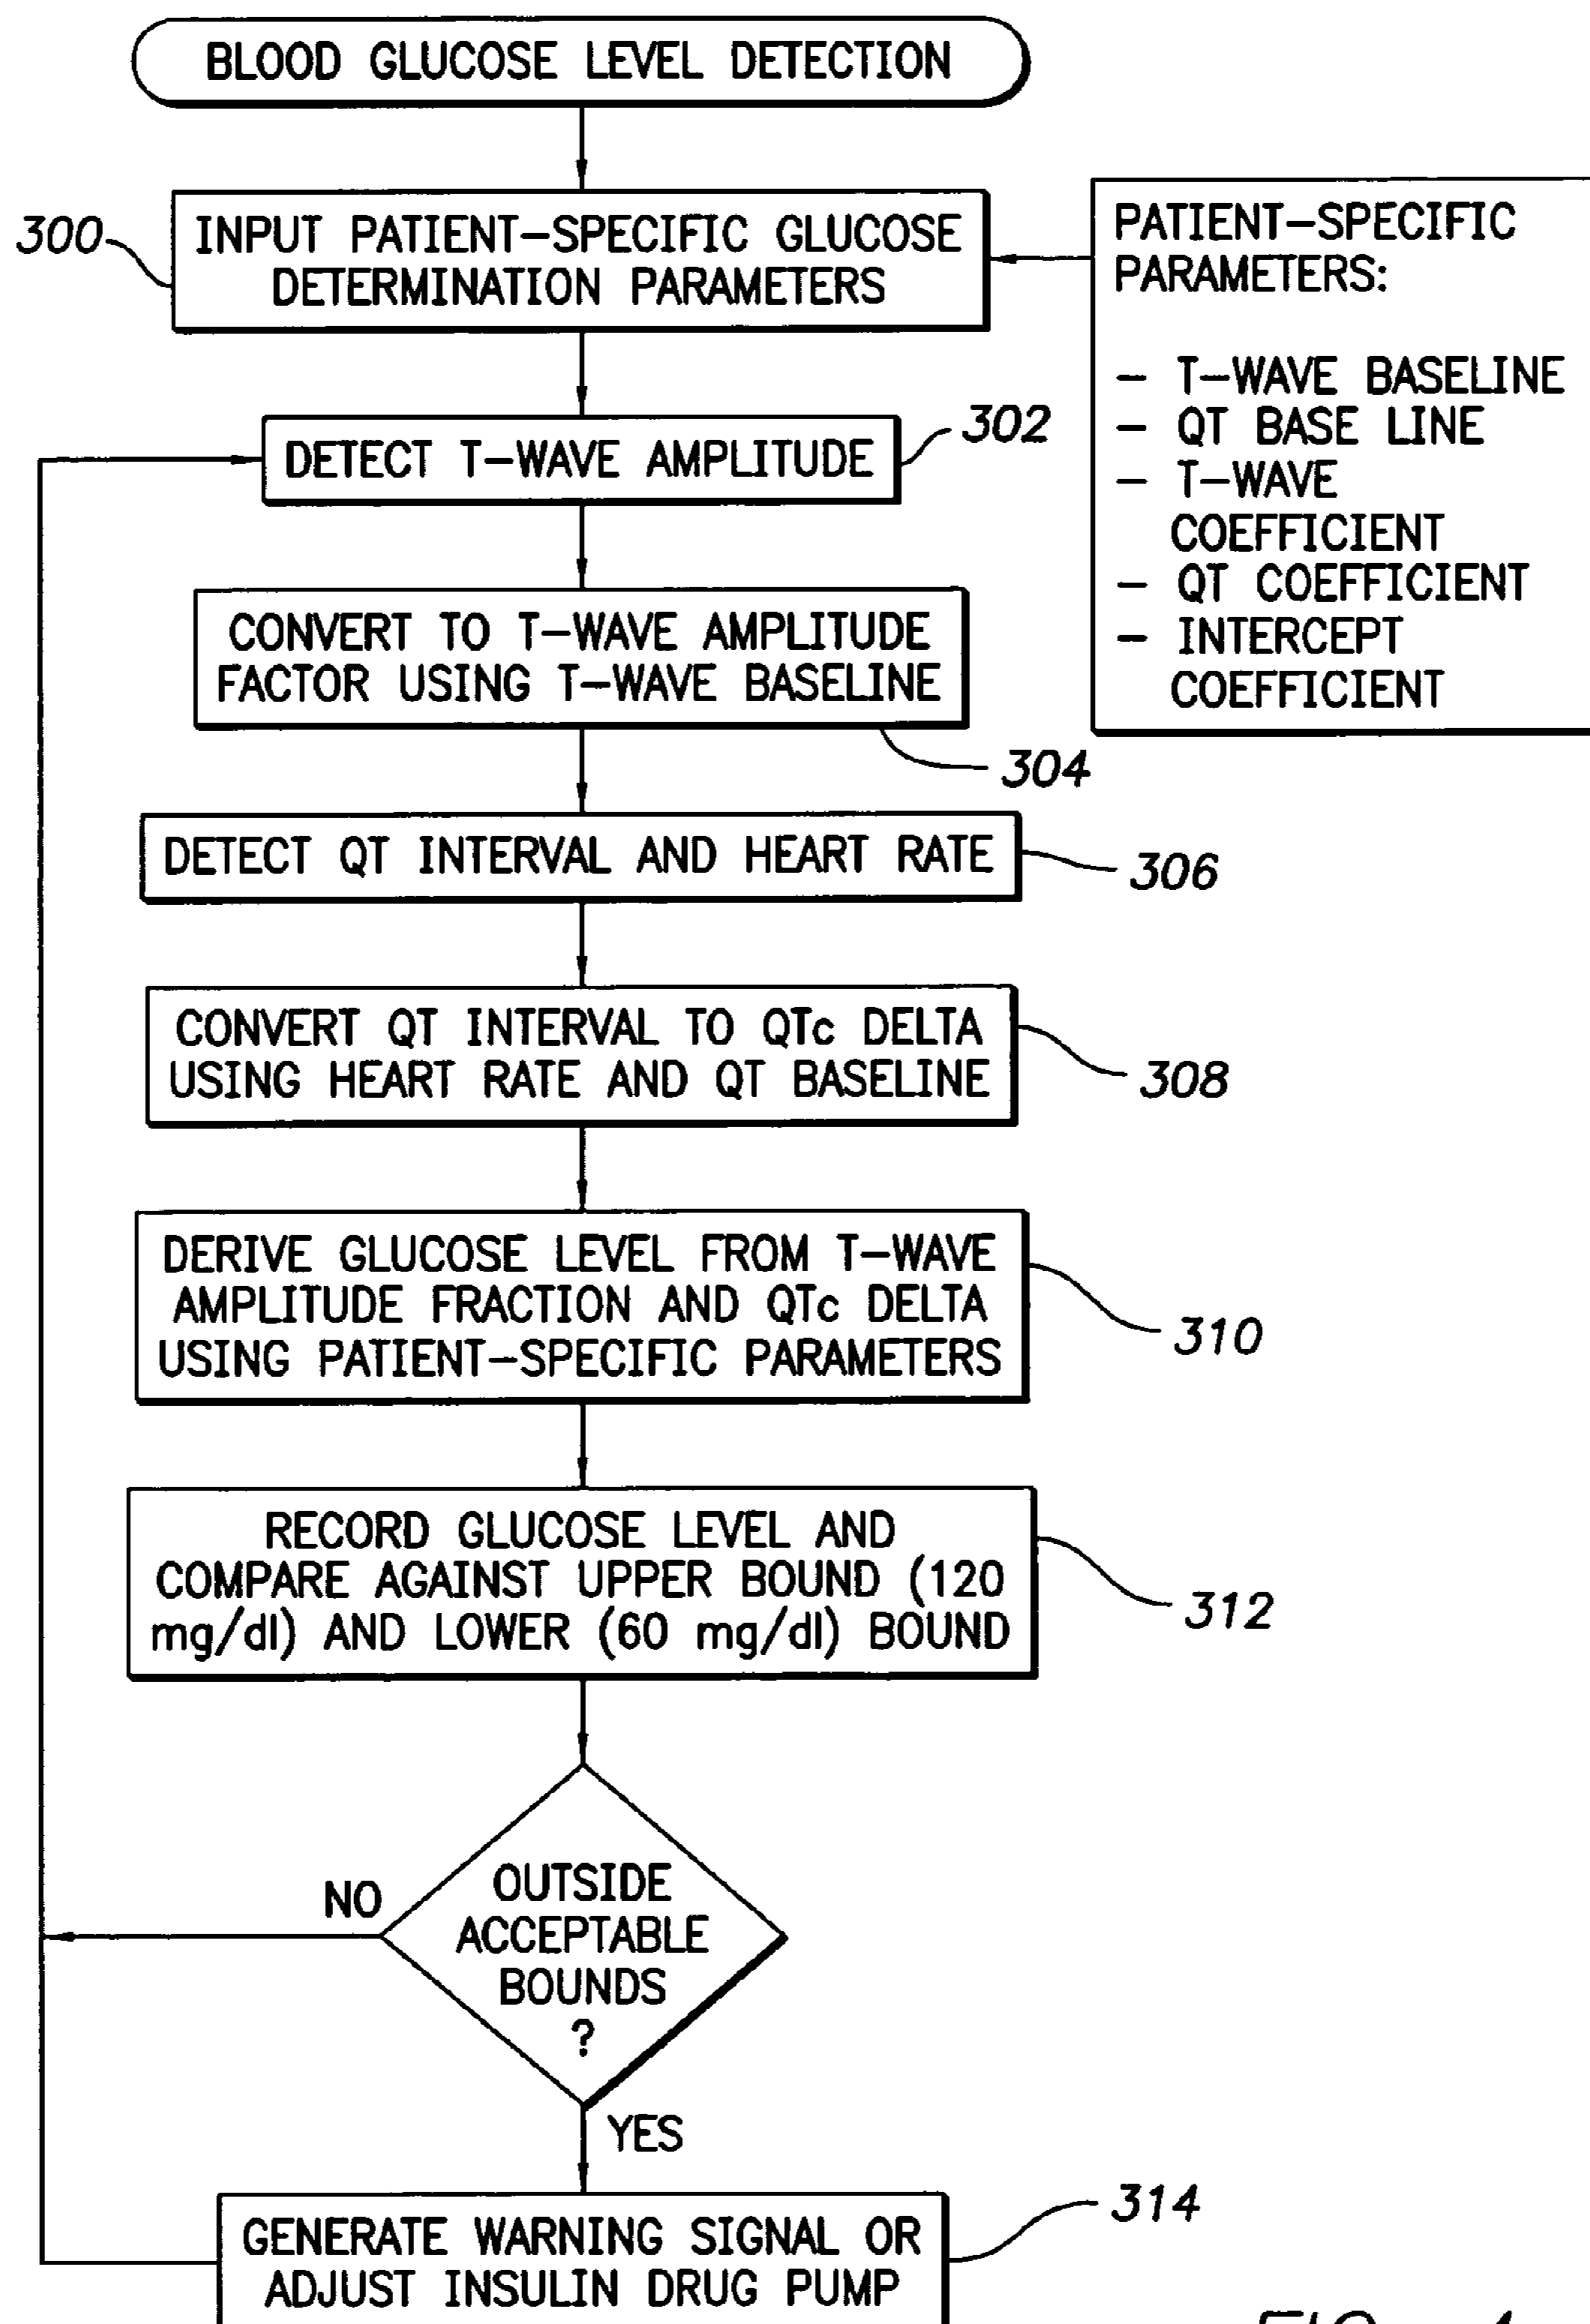 BLOOD GLUCOSE LEVEL DETECTION
300
INPUT PATIENT-SPECIFIC GLUCOSE
DETERMINATION PARAMETERS
PATIENT-SPECIFIC
PARAMETERS:
- T-WAVE BASELINE
- QT BASE LINE
- T-WAVE
COEFFICIENT
- QT COEFFICIENT
- INTERCEPT
COEFFICIENT
DETECT T-WAVE AMPLITUDE
302
CONVERT TO T-WAVE AMPLITUDE
FACTOR USING T-WAVE BASELINE
304
DETECT QT INTERVAL AND HEART RATE
306
CONVERT QT INTERVAL TO QTc DELTA
USING HEART RATE AND QT BASELINE
308
DERIVE GLUCOSE LEVEL FROM T-WAVE
AMPLITUDE FRACTION AND QTc DELTA
USING PATIENT-SPECIFIC PARAMETERS
310
RECORD GLUCOSE LEVEL AND
COMPARE AGAINST UPPER BOUND (120
mg/dl) AND LOWER (60 mg/dl) BOUND
312
OUTSIDE
ACCEPTABLE
BOUNDS
?
NO
YES
GENERATE WARNING SIGNAL OR
ADJUST INSULIN DRUG PUMP
314